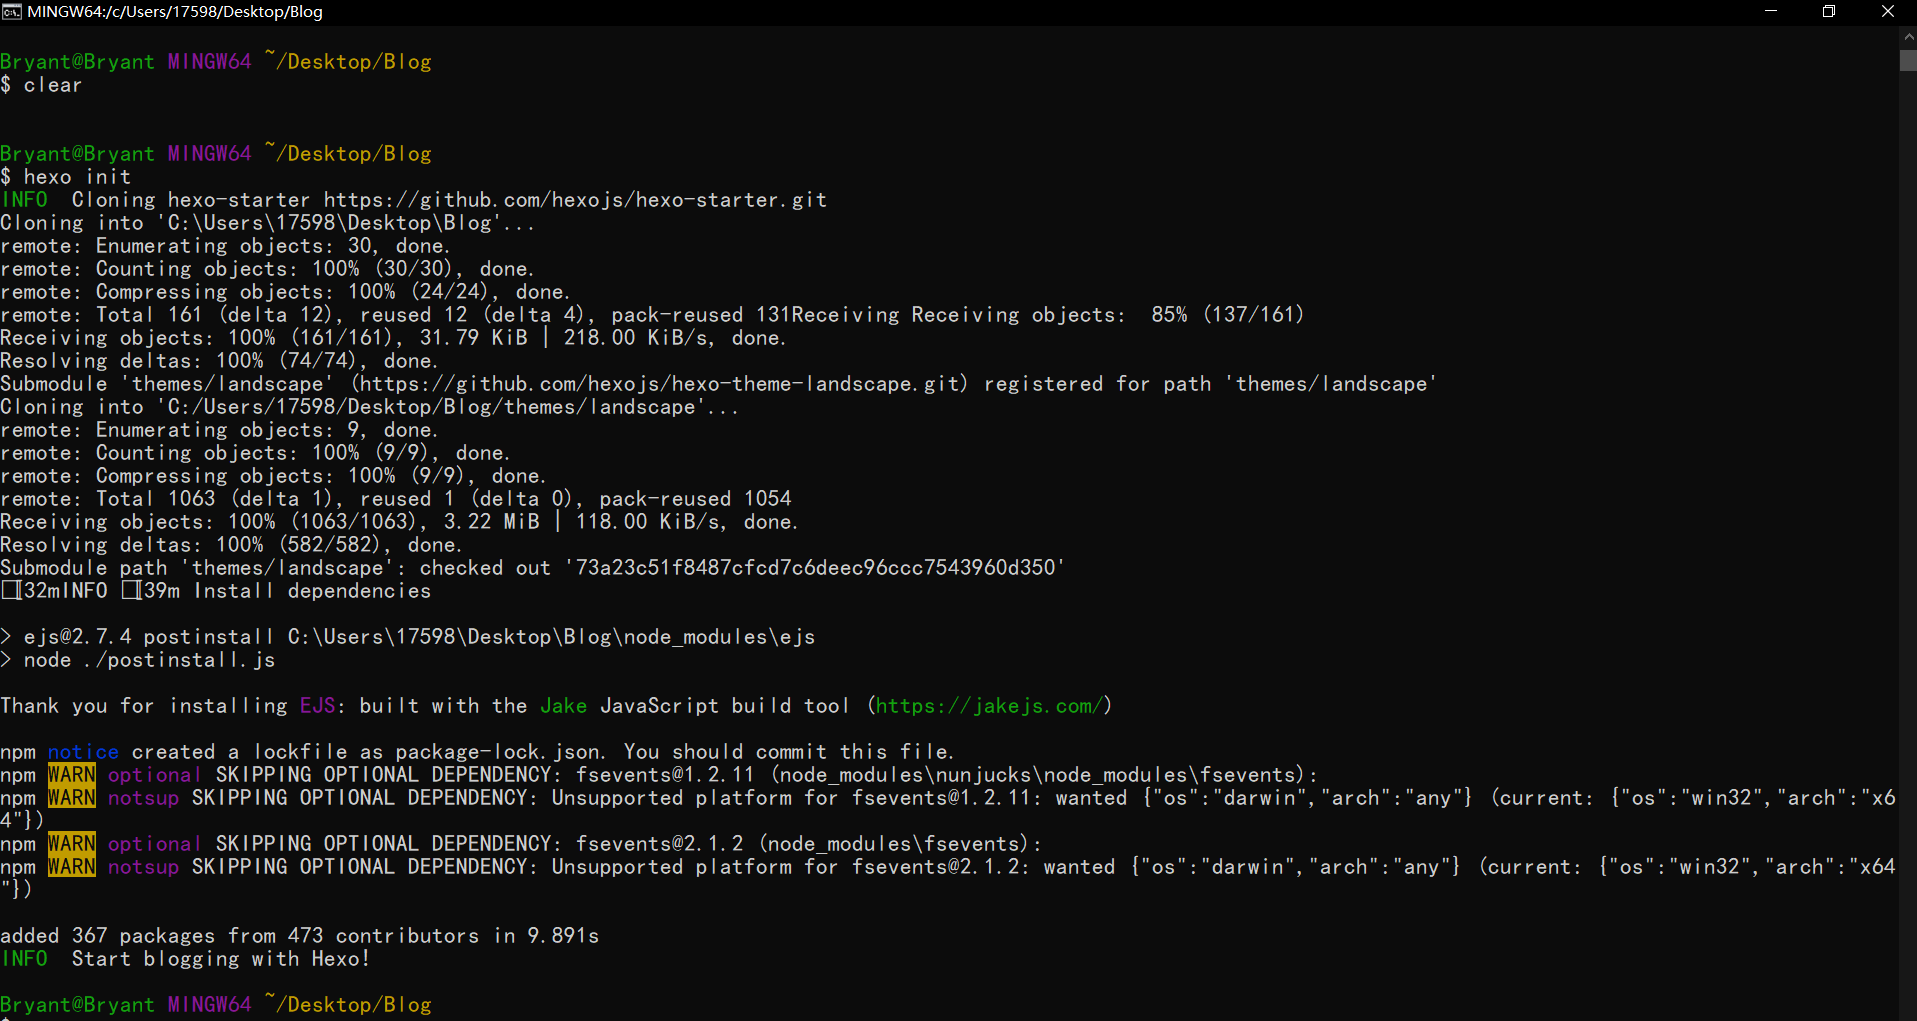 MINGW64:/c/Users/17598/Desktop/Blog
Bryant@Bryant MINGW64 ~/Desktop/Blog
$ clear
Bryant@Bryant MINGW64 ~/Desktop/Blog
$ hexo init
INFO  Cloning hexo-starter https://github.com/hexojs/hexo-starter.git
Cloning into 'C:\Users\17598\Desktop\Blog'...
remote: Enumerating objects: 30, done.
remote: Counting objects: 100% (30/30), done.
remote: Compressing objects: 100% (24/24), done.
remote: Total 161 (delta 12), reused 12 (delta 4), pack-reused 131Receiving Receiving objects:  85% (137/161)
Receiving objects: 100% (161/161), 31.79 KiB | 218.00 KiB/s, done.
Resolving deltas: 100% (74/74), done.
Submodule 'themes/landscape' (https://github.com/hexojs/hexo-theme-landscape.git) registered for path 'themes/landscape'
Cloning into 'C:/Users/17598/Desktop/Blog/themes/landscape'...
remote: Enumerating objects: 9, done.
remote: Counting objects: 100% (9/9), done.
remote: Compressing objects: 100% (9/9), done.
remote: Total 1063 (delta 1), reused 1 (delta 0), pack-reused 1054
Receiving objects: 100% (1063/1063), 3.22 MiB | 118.00 KiB/s, done.
Resolving deltas: 100% (582/582), done.
Submodule path 'themes/landscape': checked out '73a23c51f8487cfcd7c6deec96ccc7543960d350'
□[32mINFO □[39m Install dependencies
> ejs@2.7.4 postinstall C:\Users\17598\Desktop\Blog\node_modules\ejs
> node ./postinstall.js
Thank you for installing EJS: built with the Jake JavaScript build tool (https://jakejs.com/)
npm notice created a lockfile as package-lock.json. You should commit this file.
npm WARN optional SKIPPING OPTIONAL DEPENDENCY: fsevents@1.2.11 (node_modules\nunjucks\node_modules\fsevents):
npm WARN notsup SKIPPING OPTIONAL DEPENDENCY: Unsupported platform for fsevents@1.2.11: wanted {"os":"darwin","arch":"any"} (current: {"os":"win32","arch":"x6
4"})
npm WARN optional SKIPPING OPTIONAL DEPENDENCY: fsevents@2.1.2 (node_modules\fsevents):
npm WARN notsup SKIPPING OPTIONAL DEPENDENCY: Unsupported platform for fsevents@2.1.2: wanted {"os":"darwin","arch":"any"} (current: {"os":"win32","arch":"x64
"})
added 367 packages from 473 contributors in 9.891s
INFO  Start blogging with Hexo!
Bryant@Bryant MINGW64 ~/Desktop/Blog